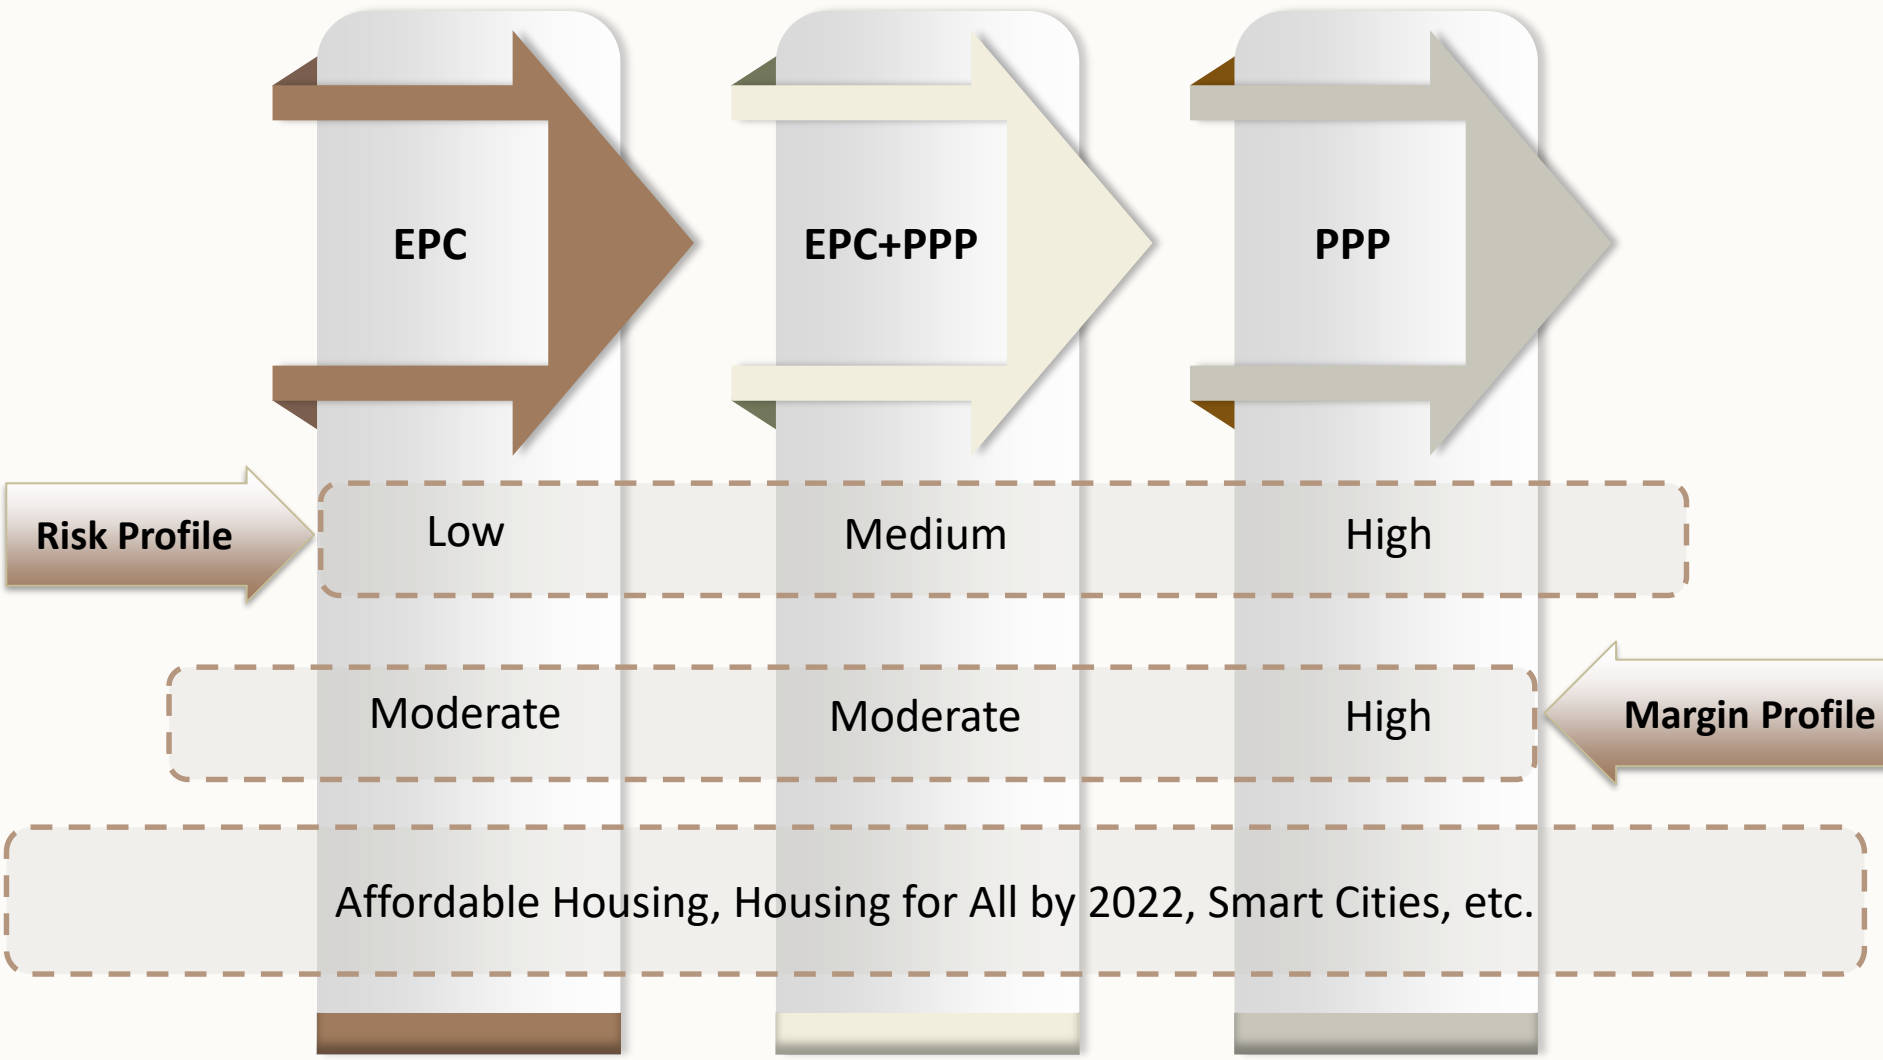 EPC
EPC+PPP
PPP
Risk Profile
Low
Medium
High
Moderate
Moderate
High
Margin Profile
Affordable Housing, Housing for All by 2022, Smart Cities, etc.